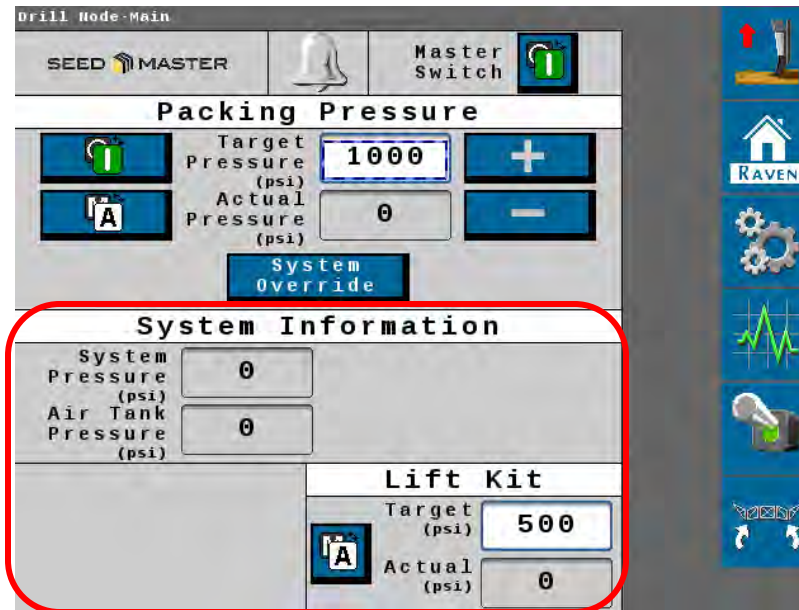 Drill Node-Main
SEED MASTER
Master
Switch
Packing Pressure
Target
Pressure
(psi)
1000
Actual
Pressure
(psi)
0
A
System
Override
RAVEN
System Information
System
Pressure
(psi)
0
Air Tank
Pressure
(psi)
0
Lift Kit
Target
(psi)
500
A
Actual
(psi)
0